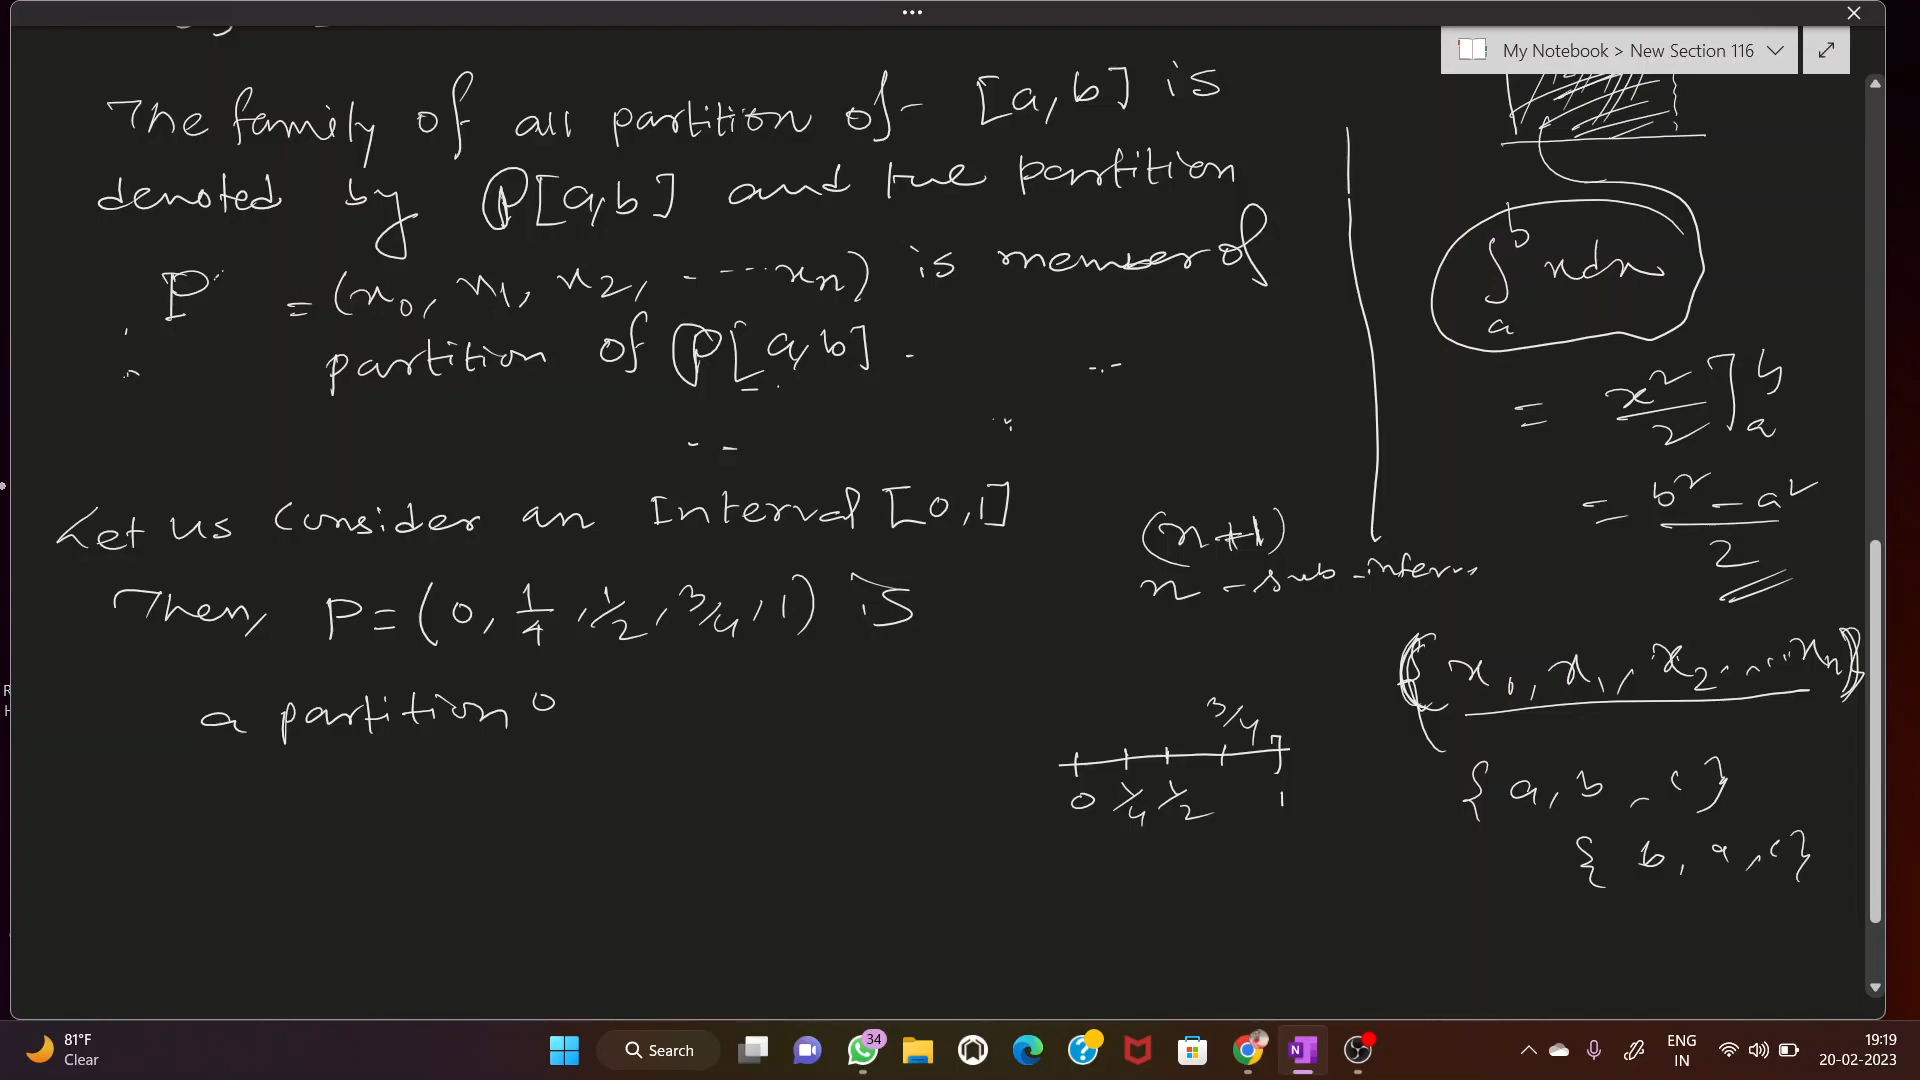 My Notebook > New Section 116
The family of all partition of [a, b] is
denoted by P[a,b] and the partition
P = (x0, x1, x2, ... xn) is member of
partition of P[a,b].
Let us consider an Interval [0,1]
Then, P = (0, 1/4, 1/2, 3/4, 1) is
a partition o
(n+1)
n - sub-interv
3/4
0 1/4 1/2 1
∫ₐᵇ x dx
= x²/2 ]ₐᵇ
= b² - a² / 2
( x0, x1, x2, ... xn )
{ a, b, c }
{ b, a, c }
81°F
Clear
Search
34
ENG
IN
19:19
20-02-2023